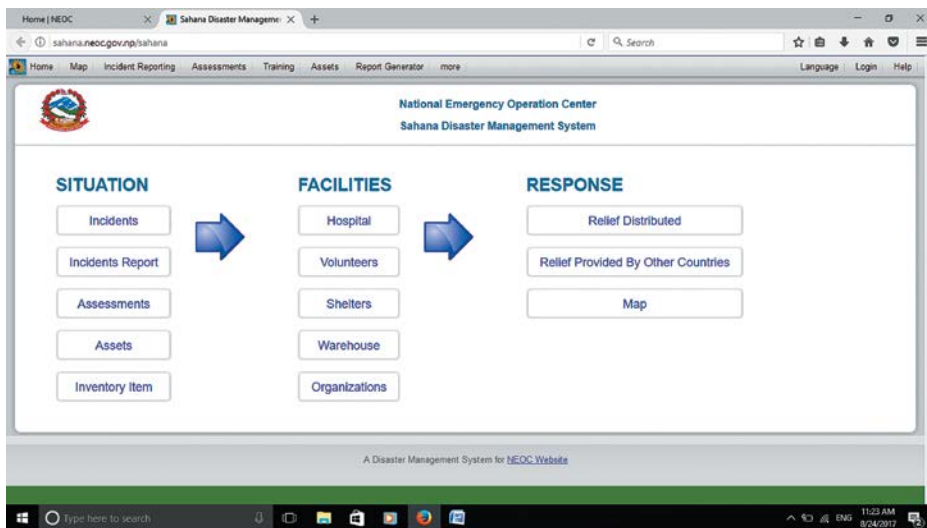 Home | NEOC
Sahana Disaster Manageme
sahana.neoc.gov.np/sahana
Search
Home Map Incident Reporting Assessments Training Assets Report Generator more
Language Login Help
National Emergency Operation Center
Sahana Disaster Management System
SITUATION
Incidents
Incidents Report
Assessments
Assets
Inventory Item
FACILITIES
Hospital
Volunteers
Shelters
Warehouse
Organizations
RESPONSE
Relief Distributed
Relief Provided By Other Countries
Map
A Disaster Management System for NEOC Website
Type here to search
ENG
11:23 AM
8/24/2017